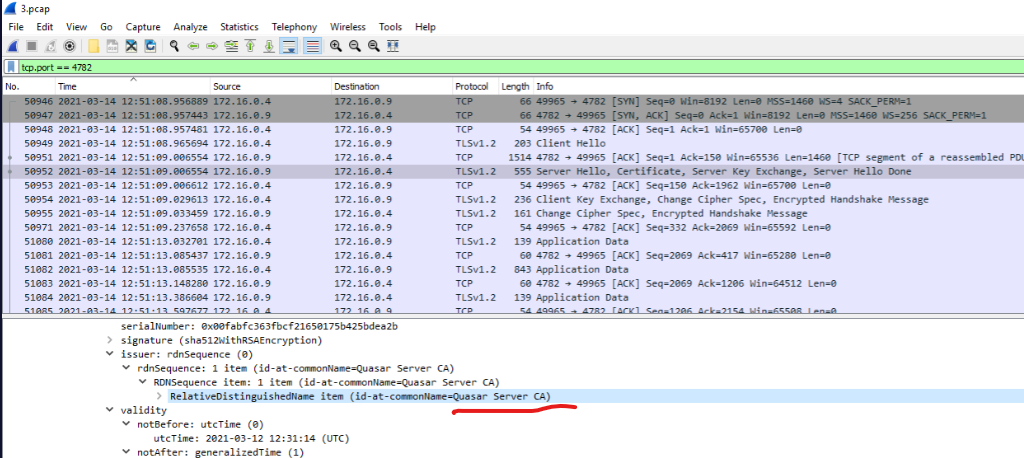 3.pcap
File Edit View Go Capture Analyze Statistics Telephony Wireless Tools Help
tcp.port == 4782
No. Time Source Destination Protocol Length Info
50946 2021-03-14 12:51:08.956889 172.16.0.4 172.16.0.9 TCP 66 49965 → 4782 [SYN] Seq=0 Win=8192 Len=0 MSS=1460 WS=4 SACK_PERM=1
50947 2021-03-14 12:51:08.957443 172.16.0.9 172.16.0.4 TCP 66 4782 → 49965 [SYN, ACK] Seq=0 Ack=1 Win=8192 Len=0 MSS=1460 WS=256 SACK_PERM=1
50948 2021-03-14 12:51:08.957481 172.16.0.4 172.16.0.9 TCP 54 49965 → 4782 [ACK] Seq=1 Ack=1 Win=65700 Len=0
50949 2021-03-14 12:51:08.965694 172.16.0.4 172.16.0.9 TLSv1.2 203 Client Hello
50951 2021-03-14 12:51:09.006554 172.16.0.9 172.16.0.4 TCP 1514 4782 → 49965 [ACK] Seq=1 Ack=150 Win=65536 Len=1460 [TCP segment of a reassembled PDU
50952 2021-03-14 12:51:09.006554 172.16.0.9 172.16.0.4 TLSv1.2 555 Server Hello, Certificate, Server Key Exchange, Server Hello Done
50953 2021-03-14 12:51:09.006612 172.16.0.4 172.16.0.9 TCP 54 49965 → 4782 [ACK] Seq=150 Ack=1962 Win=65700 Len=0
50954 2021-03-14 12:51:09.029613 172.16.0.4 172.16.0.9 TLSv1.2 236 Client Key Exchange, Change Cipher Spec, Encrypted Handshake Message
50955 2021-03-14 12:51:09.033459 172.16.0.9 172.16.0.4 TLSv1.2 161 Change Cipher Spec, Encrypted Handshake Message
50971 2021-03-14 12:51:09.237658 172.16.0.4 172.16.0.9 TCP 54 49965 → 4782 [ACK] Seq=332 Ack=2069 Win=65592 Len=0
51080 2021-03-14 12:51:13.032701 172.16.0.4 172.16.0.9 TLSv1.2 139 Application Data
51081 2021-03-14 12:51:13.085437 172.16.0.9 172.16.0.4 TCP 60 4782 → 49965 [ACK] Seq=2069 Ack=417 Win=65280 Len=0
51082 2021-03-14 12:51:13.085535 172.16.0.4 172.16.0.9 TLSv1.2 843 Application Data
51083 2021-03-14 12:51:13.148280 172.16.0.9 172.16.0.4 TCP 60 4782 → 49965 [ACK] Seq=2069 Ack=1206 Win=64512 Len=0
51084 2021-03-14 12:51:13.386604 172.16.0.9 172.16.0.4 TLSv1.2 139 Application Data
51085 2021-03-14 12:51:13.597677 172.16.0.4 172.16.0.9 TCP 54 49965 → 4782 [ACK] Seq=1206 Ack=2154 Win=65508 Len=0
serialNumber: 0x00fabfc363fbcf21650175b425bdea2b
signature (sha512WithRSAEncryption)
issuer: rdnSequence (0)
rdnSequence: 1 item (id-at-commonName=Quasar Server CA)
RDNSequence item: 1 item (id-at-commonName=Quasar Server CA)
RelativeDistinguishedName item (id-at-commonName=Quasar Server CA)
validity
notBefore: utcTime (0)
utcTime: 2021-03-12 12:31:14 (UTC)
notAfter: generalizedTime (1)